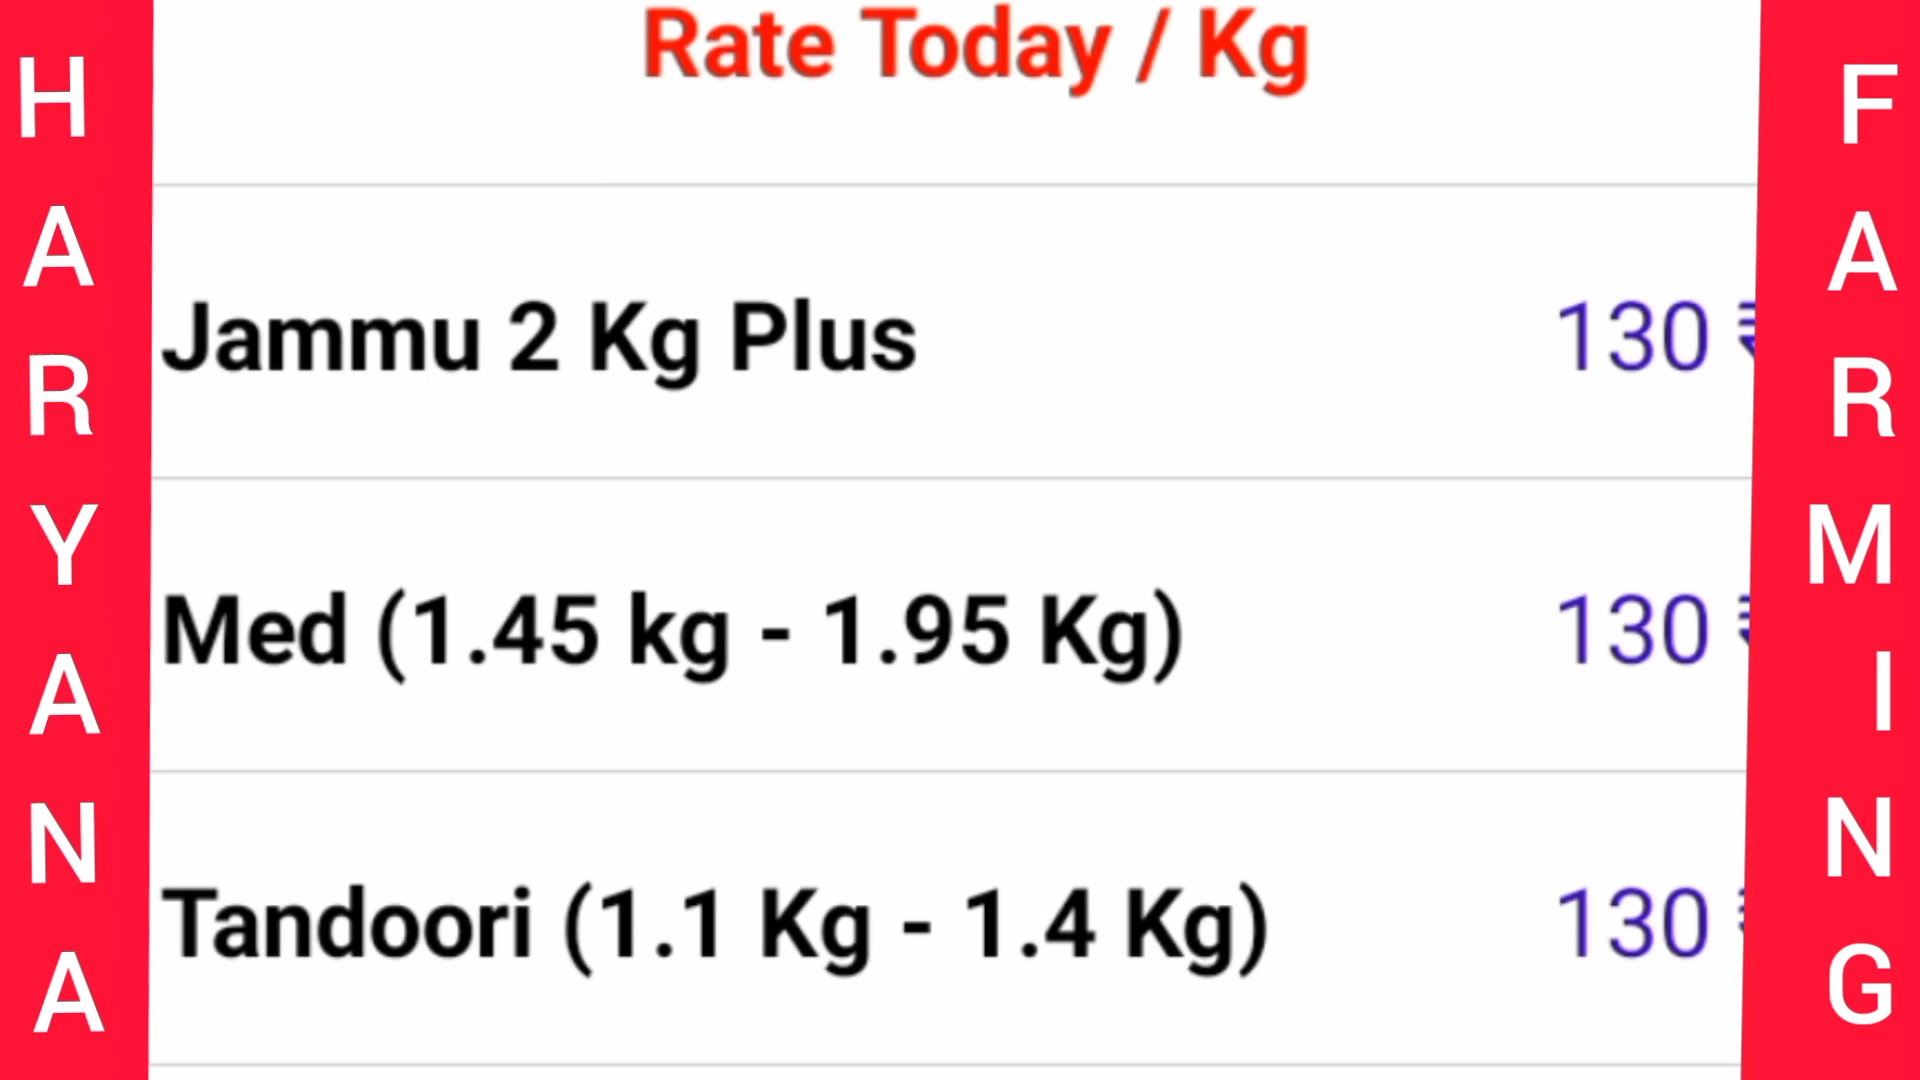 HARYANA
Rate Today / Kg
Jammu 2 Kg Plus 130 ₹
Med (1.45 kg - 1.95 Kg) 130 ₹
Tandoori (1.1 Kg - 1.4 Kg) 130 ₹
FARMING